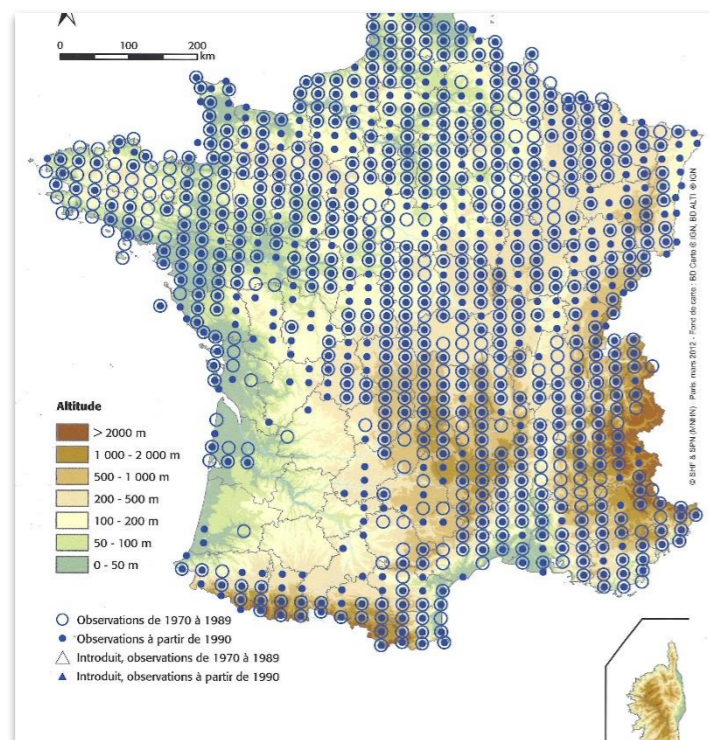 0 100 200
km
Altitude
> 2000 m
1 000 - 2 000 m
500 - 1 000 m
200 - 500 m
100 - 200 m
50 - 100 m
0 - 50 m
Observations de 1970 à 1989
Observations à partir de 1990
Introduit, observations de 1970 à 1989
Introduit, observations à partir de 1990
© SHF & SPN (MNHN) - Paris, mars 2012 - Fond de carte : BD Carto ® IGN, BD ALTI ® IGN